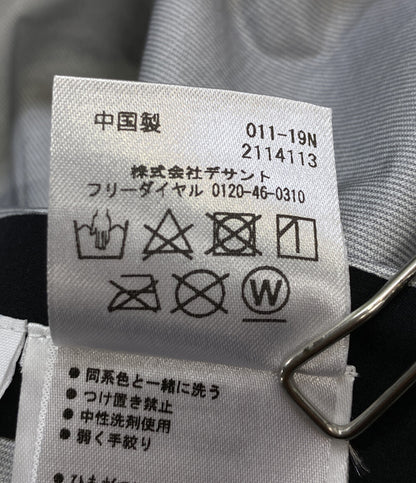 中国製
011-19N
2114113
株式会社デサント
フリーダイヤル 0120-46-0310
W
● 同系色と一緒に洗う
● つけ置き禁止
● 中性洗剤使用
● 弱く手絞り